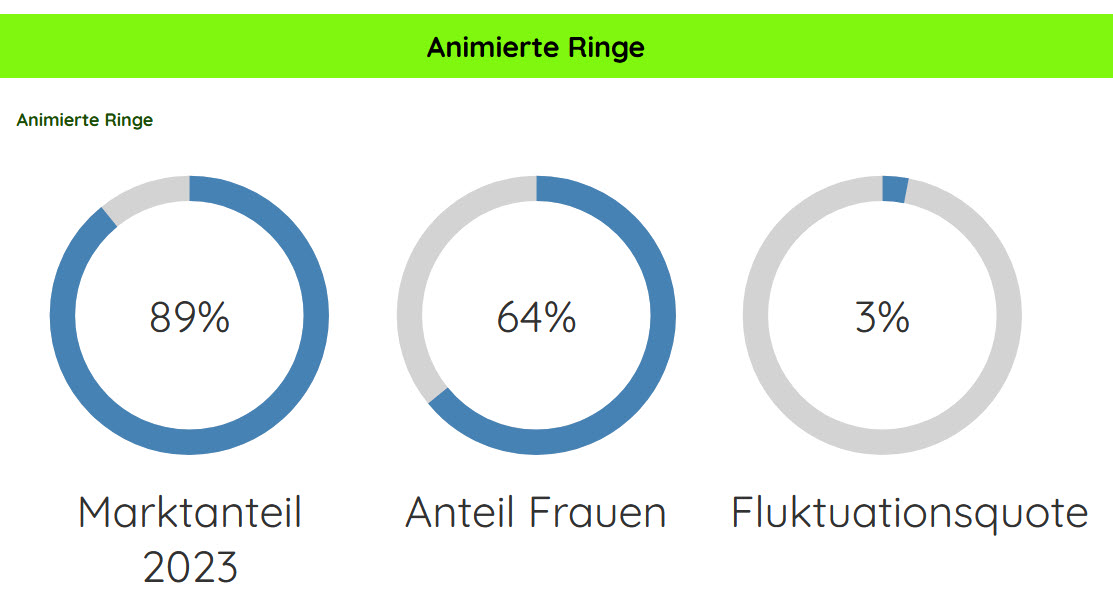 Animierte Ringe
Animierte Ringe
89%
64%
3%
Marktanteil
2023
Anteil Frauen
Fluktuationsquote